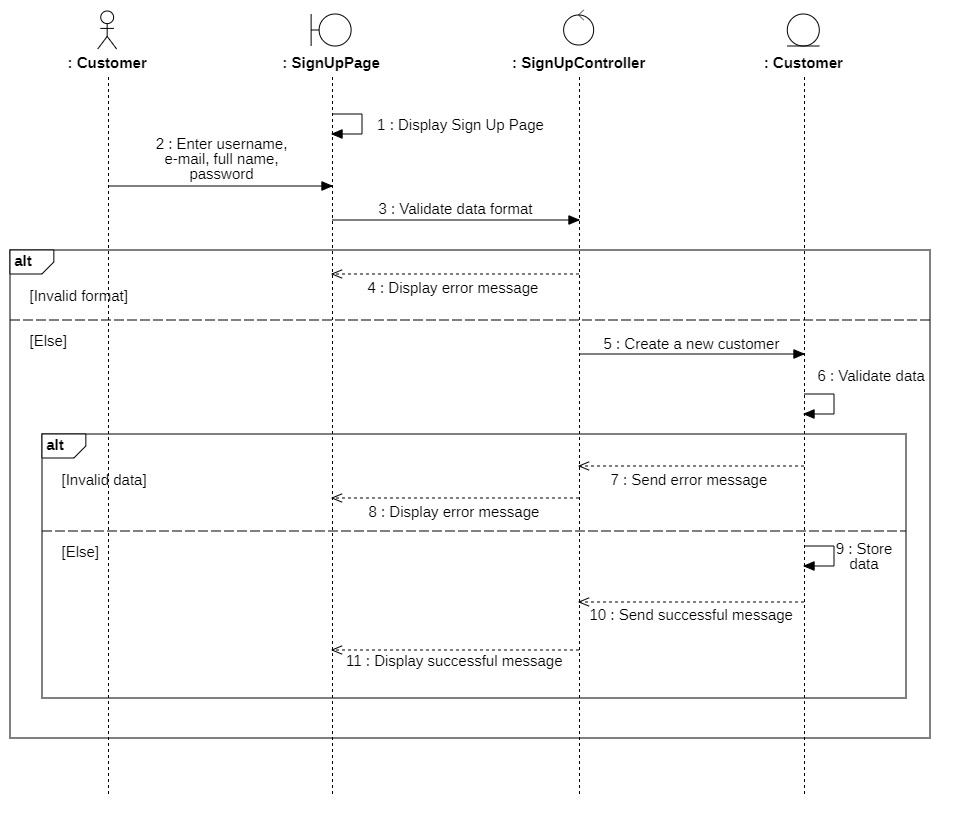 : Customer
: SignUpPage
: SignUpController
: Customer
1 : Display Sign Up Page
2 : Enter username,
e-mail, full name,
password
3 : Validate data format
alt
4 : Display error message
[Invalid format]
[Else]
5 : Create a new customer
6 : Validate data
alt
[Invalid data]
7 : Send error message
8 : Display error message
[Else]
9 : Store
data
10 : Send successful message
11 : Display successful message